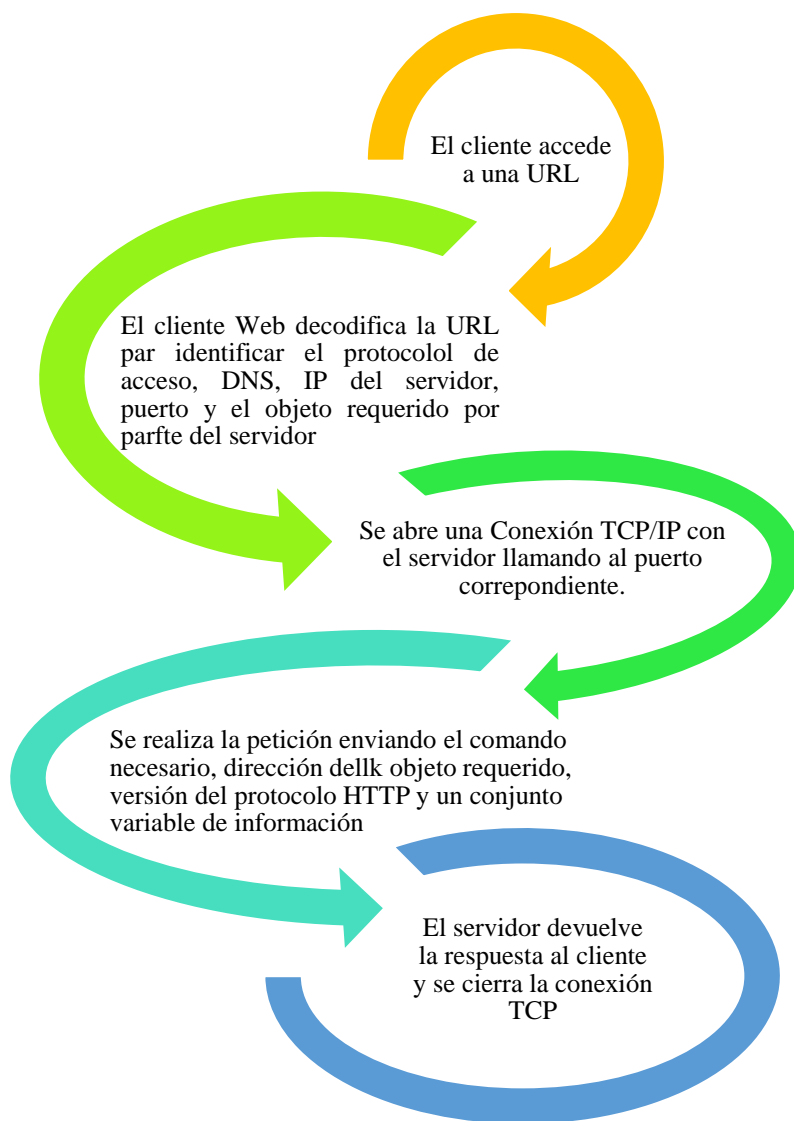 El cliente accede
a una URL
El cliente Web decodifica la URL
par identificar el protocolol de
acceso, DNS, IP del servidor,
puerto y el objeto requerido por
parfte del servidor
Se abre una Conexión TCP/IP con
el servidor llamando al puerto
correpondiente.
Se realiza la petición enviando el comando
necesario, dirección dellk objeto requerido,
versión del protocolo HTTP y un conjunto
variable de información
El servidor devuelve
la respuesta al cliente
y se cierra la conexión
TCP